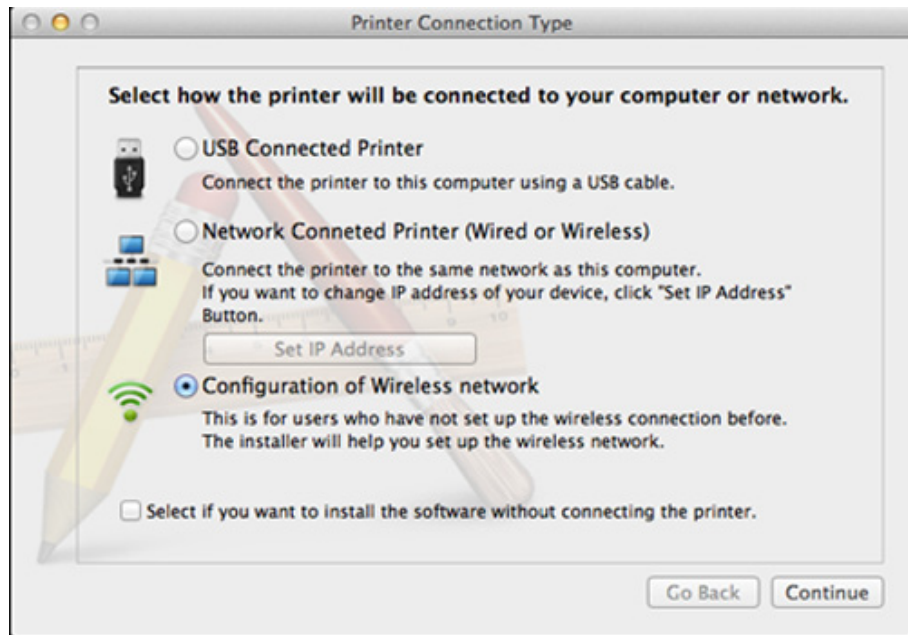 Printer Connection Type
Select how the printer will be connected to your computer or network.
USB Connected Printer
Connect the printer to this computer using a USB cable.
Network Conneted Printer (Wired or Wireless)
Connect the printer to the same network as this computer.
If you want to change IP address of your device, click "Set IP Address"
Button.
Set IP Address
Configuration of Wireless network
This is for users who have not set up the wireless connection before.
The installer will help you set up the wireless network.
Select if you want to install the software without connecting the printer.
Go Back Continue